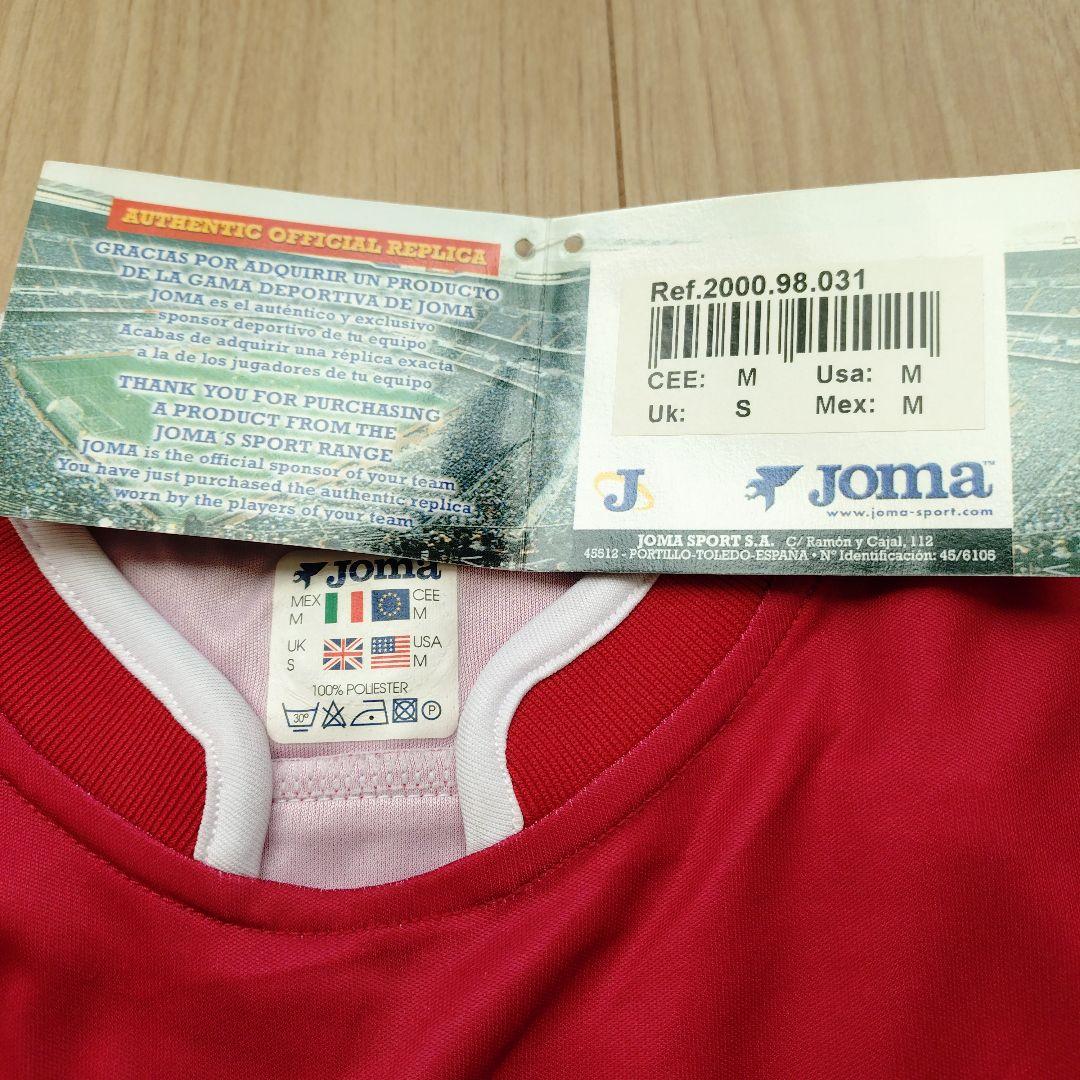 AUTHENTIC OFFICIAL REPLICA
GRACIAS POR ADQUIRIR UN PRODUCTO
DE LA GAMA DEPORTIVA DE JOMA
JOMA es el auténtico y exclusivo
sponsor deportivo de tu equipo
Acabas de adquirir una réplica exacta
a la de los jugadores de tu equipo
THANK YOU FOR PURCHASING
A PRODUCT FROM THE
JOMA´S SPORT RANGE
JOMA is the official sponsor of your team
You have just purchased the authentic replica
worn by the players of your team
Ref.2000.98.031
CEE: M Usa: M
Uk: S Mex: M
J
Joma™
www.joma-sport.com
JOMA SPORT S.A. C/ Ramón y Cajal, 112
45512 - PORTILLO-TOLEDO-ESPAÑA • Nº Identificación: 45/6105
Joma
MEX CEE
M M
UK USA
S M
100% POLIESTER
30° P